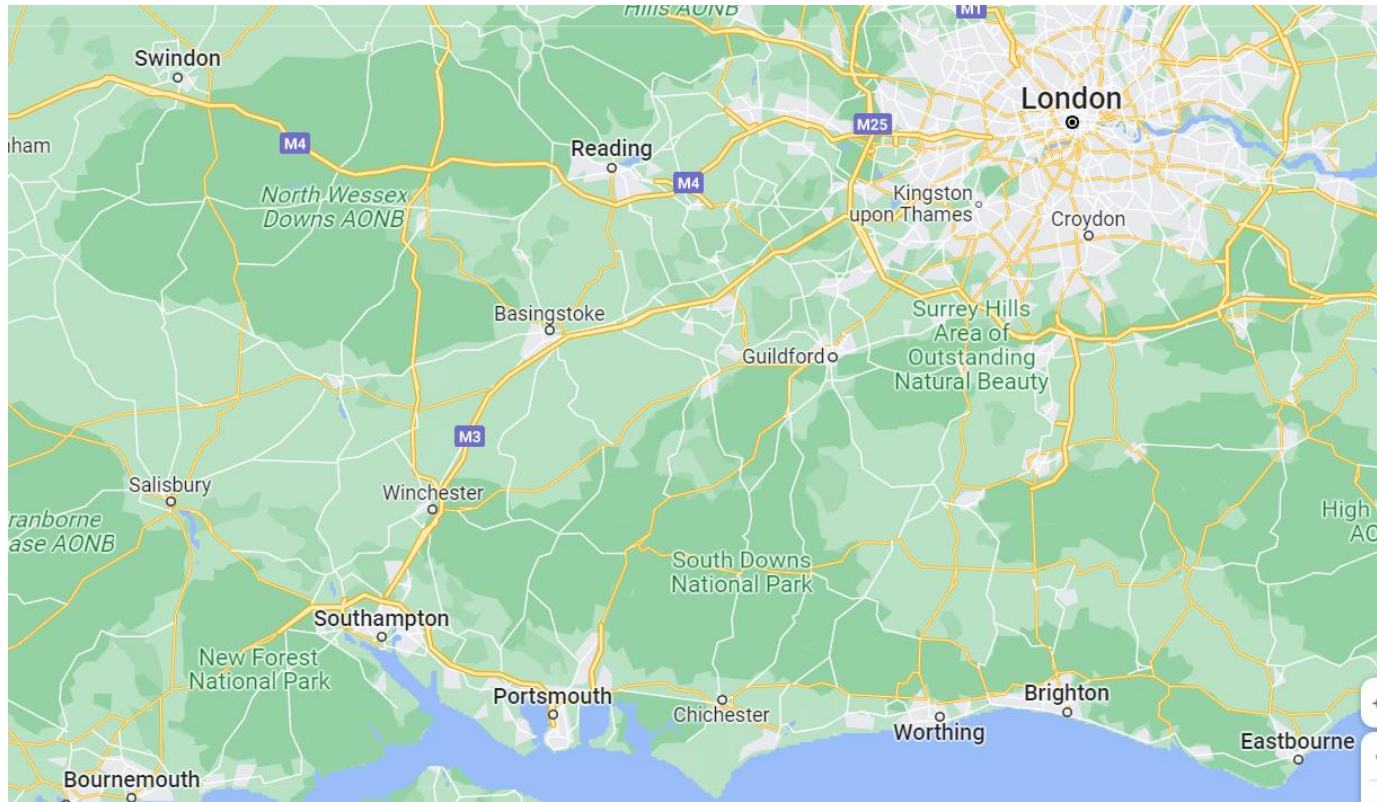 Hills AONB
M1
Swindon
London
M25
M4
Reading
M4
North Wessex
Downs AONB
Kingston
upon Thames
Croydon
Basingstoke
Surrey Hills
Area of
Outstanding
Natural Beauty
Guildford
M3
Salisbury
Winchester
High
South Downs
National Park
Southampton
New Forest
National Park
Portsmouth
Chichester
Brighton
Worthing
Eastbourne
Bournemouth
ranborne
ase AONB
nham
AO